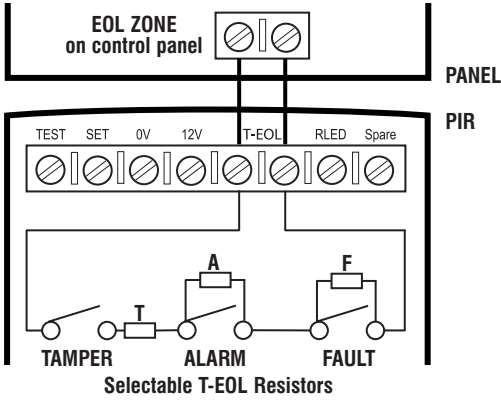 EOL ZONE
on control panel
PANEL
PIR
TEST SET 0V 12V T-EOL RLED Spare
A F
T
TAMPER ALARM FAULT
Selectable T-EOL Resistors